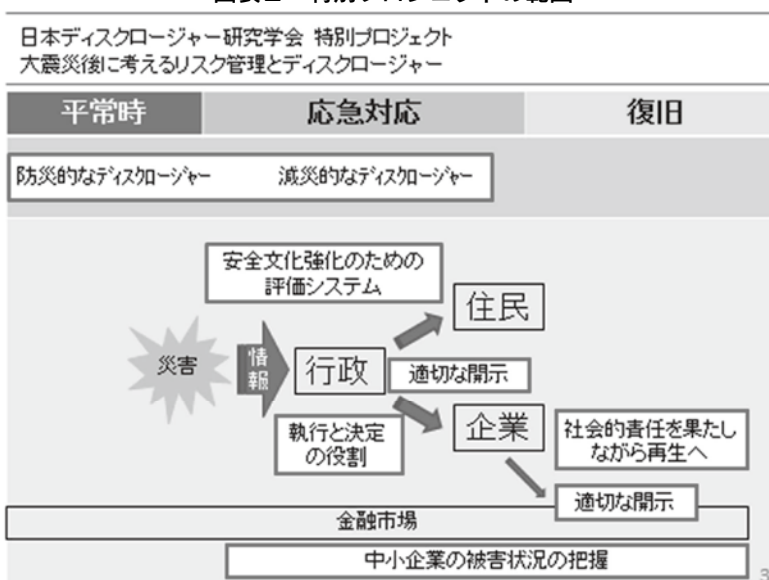 日本ディスクロージャー研究学会 特別プロジェクト
大震災後に考えるリスク管理とディスクロージャー
平常時
応急対応
復旧
防災的なディスクロージャー
減災的なディスクロージャー
安全文化強化のための
評価システム
住民
災害
情報
行政
適切な開示
執行と決定
の役割
企業
社会的責任を果たし
ながら再生へ
適切な開示
金融市場
中小企業の被害状況の把握
3